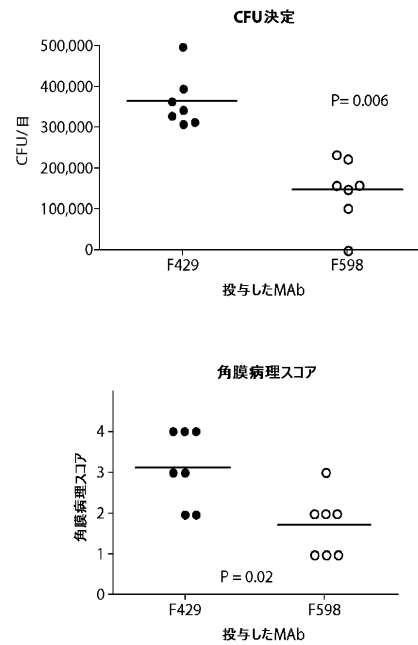 CFU決定
500,000
400,000
300,000
200,000
100,000
0
CFU/目
P= 0.006
F429
F598
投与したMAb
角膜病理スコア
4
3
2
1
0
角膜病理スコア
P = 0.02
F429
F598
投与したMAb